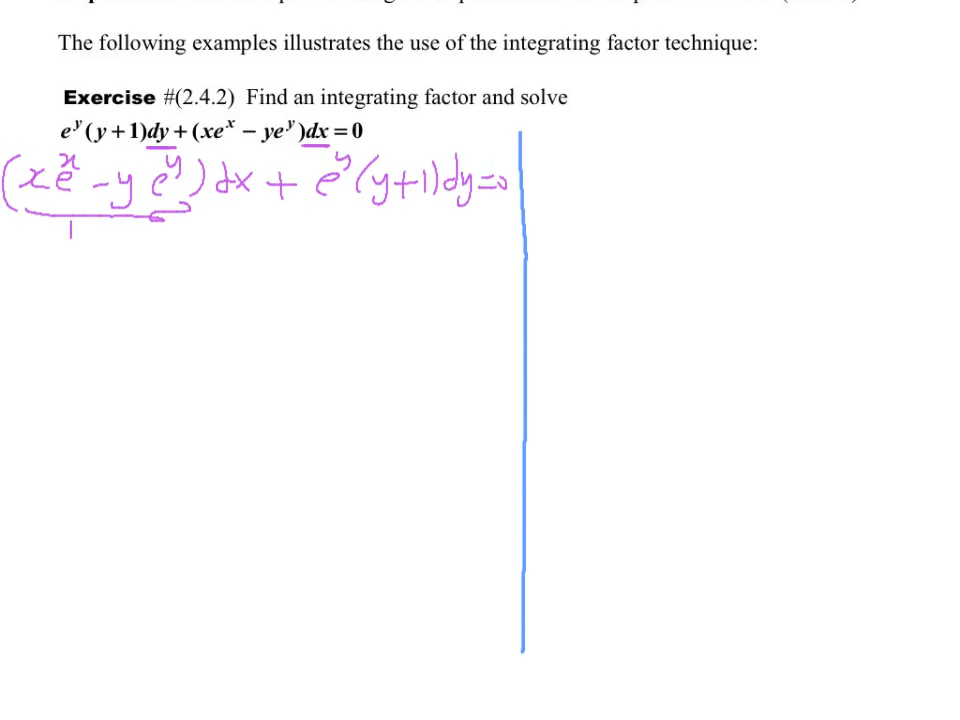 The following examples illustrates the use of the integrating factor technique:
Exercise #(2.4.2) Find an integrating factor and solve
e^y (y + 1)dy + (xe^x − ye^y )dx = 0
(xe^x - y e^y) dx + e^y (y+1)dy=0